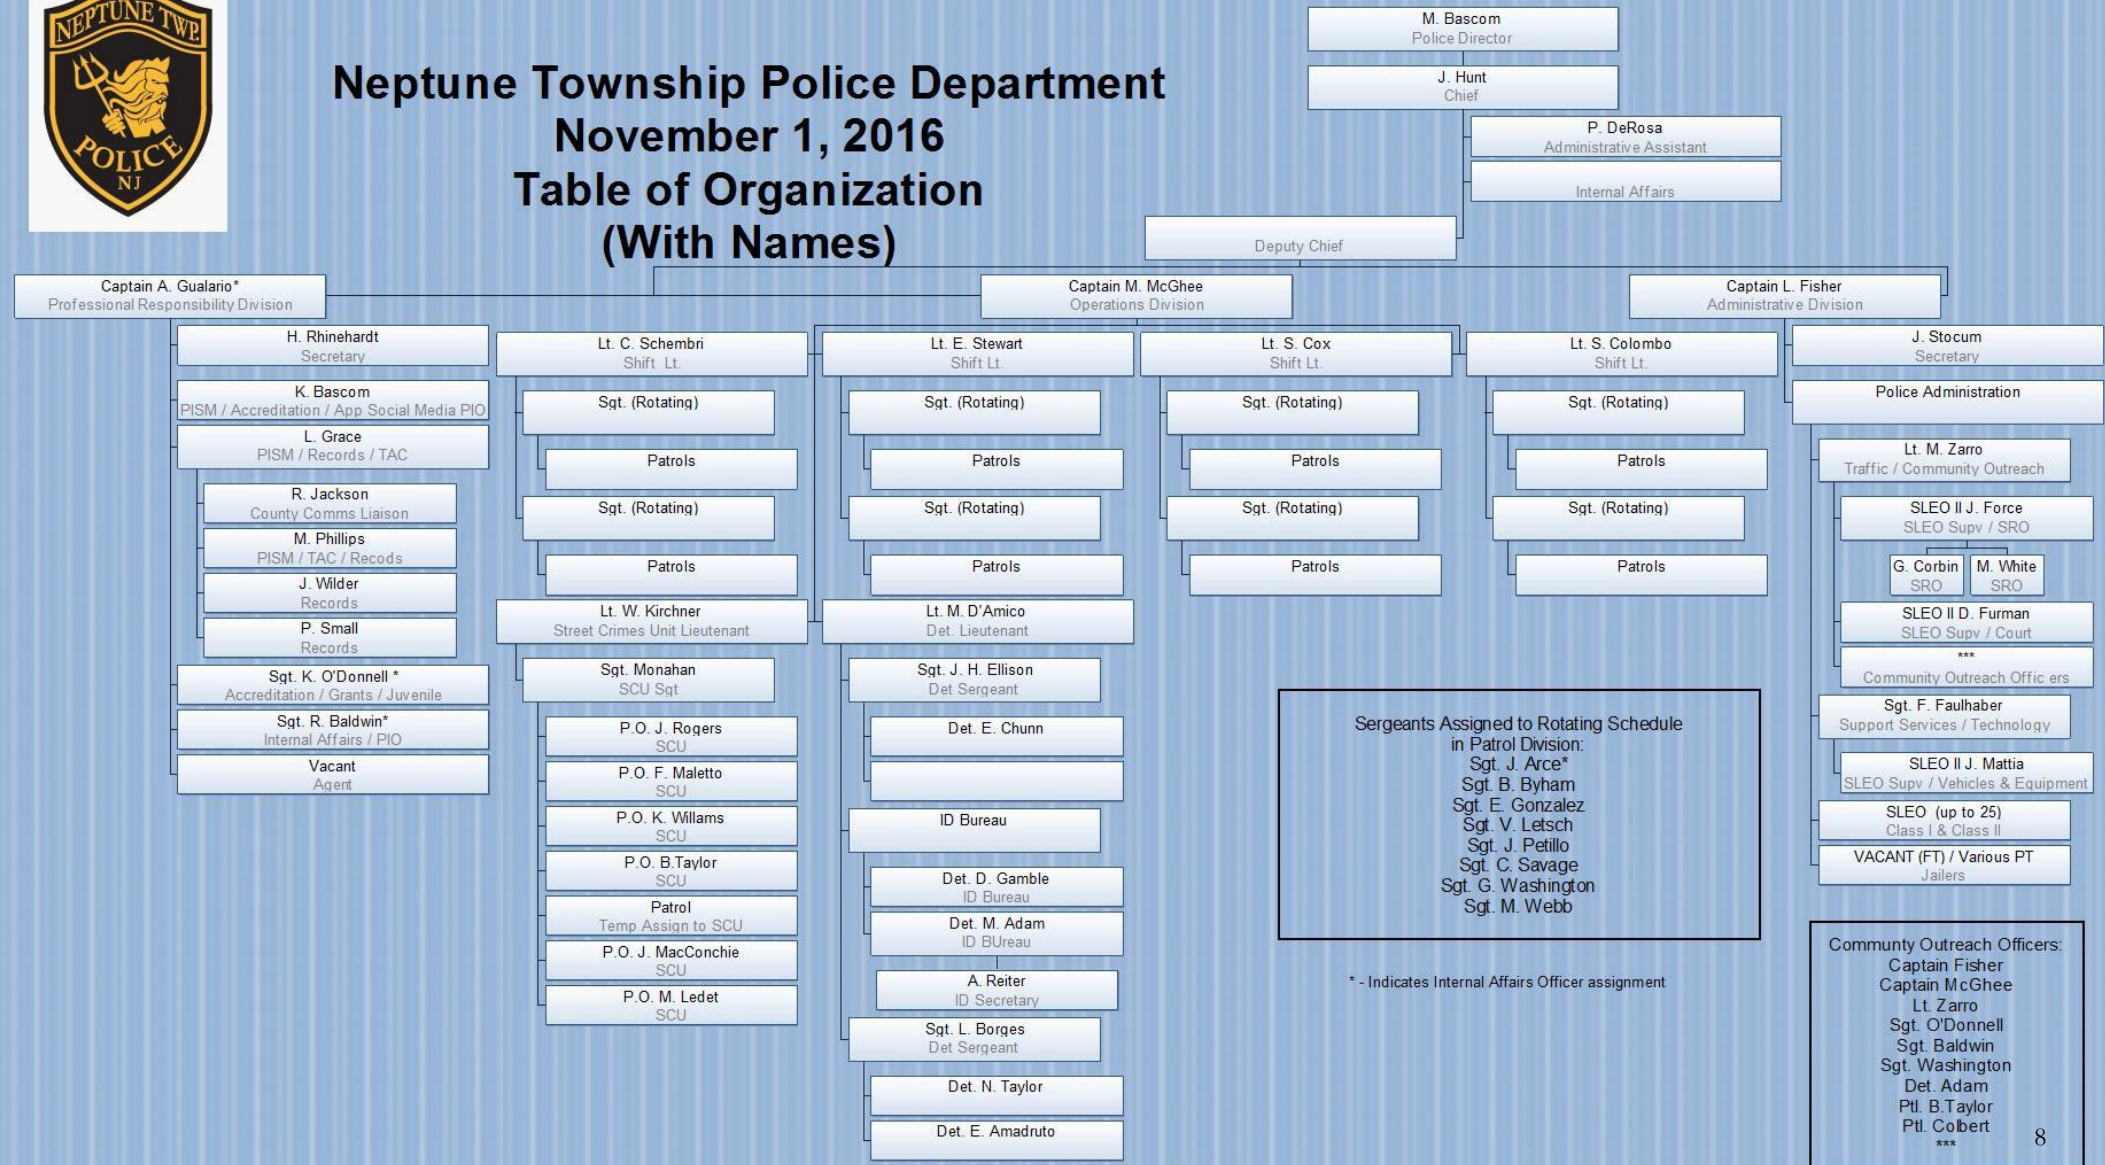 NEPTUNE TWP.
POLICE
NJ
Neptune Township Police Department
November 1, 2016
Table of Organization
(With Names)
M. Bascom
Police Director
J. Hunt
Chief
P. DeRosa
Administrative Assistant
Internal Affairs
Deputy Chief
Captain A. Gualario*
Professional Responsibility Division
H. Rhinehardt
Secretary
K. Bascom
PISM / Accreditation / App Social Media PIO
L. Grace
PISM / Records / TAC
R. Jackson
County Comms Liaison
M. Phillips
PISM / TAC / Recods
J. Wilder
Records
P. Small
Records
Sgt. K. O'Donnell *
Accreditation / Grants / Juvenile
Sgt. R. Baldwin*
Internal Affairs / PIO
Vacant
Agent
Captain M. McGhee
Operations Division
Lt. C. Schembri
Shift Lt.
Sgt. (Rotating)
Patrols
Sgt. (Rotating)
Patrols
Lt. E. Stewart
Shift Lt.
Sgt. (Rotating)
Patrols
Sgt. (Rotating)
Patrols
Lt. S. Cox
Shift Lt.
Sgt. (Rotating)
Patrols
Sgt. (Rotating)
Patrols
Lt. S. Colombo
Shift Lt.
Sgt. (Rotating)
Patrols
Sgt. (Rotating)
Patrols
Lt. W. Kirchner
Street Crimes Unit Lieutenant
Sgt. Monahan
SCU Sgt
P.O. J. Rogers
SCU
P.O. F. Maletto
SCU
P.O. K. Willams
SCU
P.O. B.Taylor
SCU
Patrol
Temp Assign to SCU
P.O. J. MacConchie
SCU
P.O. M. Ledet
SCU
Lt. M. D'Amico
Det. Lieutenant
Sgt. J. H. Ellison
Det Sergeant
Det. E. Chunn
ID Bureau
Det. D. Gamble
ID Bureau
Det. M. Adam
ID BUreau
A. Reiter
ID Secretary
Sgt. L. Borges
Det Sergeant
Det. N. Taylor
Det. E. Amadruto
Captain L. Fisher
Administrative Division
J. Stocum
Secretary
Police Administration
Lt. M. Zarro
Traffic / Community Outreach
SLEO II J. Force
SLEO Supv / SRO
G. Corbin
SRO
M. White
SRO
SLEO II D. Furman
SLEO Supv / Court
***
Community Outreach Offic ers
Sgt. F. Faulhaber
Support Services / Technology
SLEO II J. Mattia
SLEO Supv / Vehicles & Equipment
SLEO (up to 25)
Class I & Class II
VACANT (FT) / Various PT
Jailers
Sergeants Assigned to Rotating Schedule
in Patrol Division:
Sgt. J. Arce*
Sgt. B. Byham
Sgt. E. Gonzalez
Sgt. V. Letsch
Sgt. J. Petillo
Sgt. C. Savage
Sgt. G. Washington
Sgt. M. Webb
* - Indicates Internal Affairs Officer assignment
Communty Outreach Officers:
Captain Fisher
Captain McGhee
Lt. Zarro
Sgt. O'Donnell
Sgt. Baldwin
Sgt. Washington
Det. Adam
Ptl. B.Taylor
Ptl. Colbert
***
8